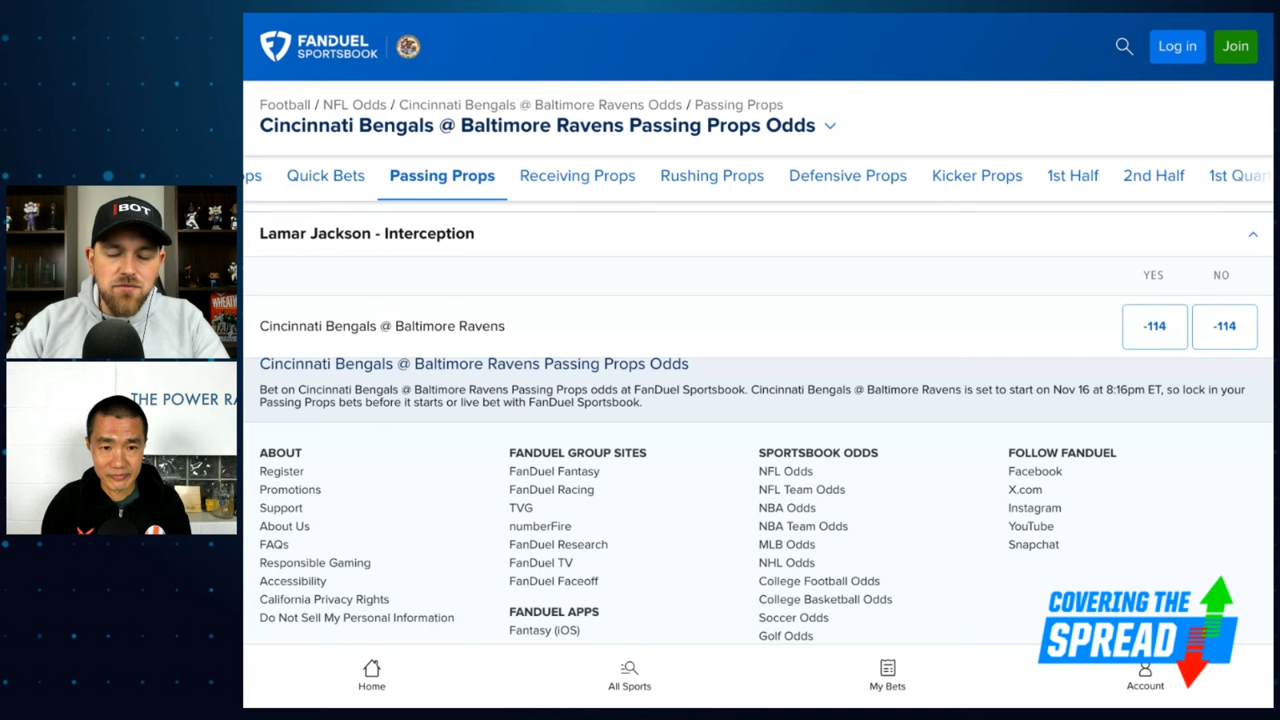 FANDUEL
SPORTSBOOK
Log in
Join
Football / NFL Odds / Cincinnati Bengals @ Baltimore Ravens Odds / Passing Props
Cincinnati Bengals @ Baltimore Ravens Passing Props Odds
ps Quick Bets Passing Props Receiving Props Rushing Props Defensive Props Kicker Props 1st Half 2nd Half 1st Quar
Lamar Jackson - Interception
YES NO
Cincinnati Bengals @ Baltimore Ravens -114 -114
Cincinnati Bengals @ Baltimore Ravens Passing Props Odds
Bet on Cincinnati Bengals @ Baltimore Ravens Passing Props odds at FanDuel Sportsbook. Cincinnati Bengals @ Baltimore Ravens is set to start on Nov 16 at 8:16pm ET, so lock in your
Passing Props bets before it starts or live bet with FanDuel Sportsbook.
ABOUT
Register
Promotions
Support
About Us
FAQs
Responsible Gaming
Accessibility
California Privacy Rights
Do Not Sell My Personal Information
FANDUEL GROUP SITES
FanDuel Fantasy
FanDuel Racing
TVG
numberFire
FanDuel Research
FanDuel TV
FanDuel Faceoff
FANDUEL APPS
Fantasy (iOS)
SPORTSBOOK ODDS
NFL Odds
NFL Team Odds
NBA Odds
NBA Team Odds
MLB Odds
NHL Odds
College Football Odds
College Basketball Odds
Soccer Odds
Golf Odds
FOLLOW FANDUEL
Facebook
X.com
Instagram
YouTube
Snapchat
Home
All Sports
My Bets
Account
COVERING THE
SPREAD
BOT
WHEAT
THE POWER RA